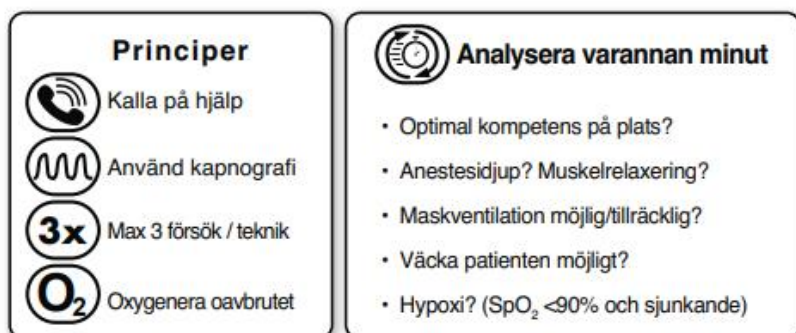 Principer
Kalla på hjälp
Använd kapnografi
3x Max 3 försök / teknik
O₂ Oxygenera oavbrutet
Analysera varannan minut
• Optimal kompetens på plats?
• Anestesidjup? Muskelrelaxering?
• Maskventilation möjlig/tillräcklig?
• Väcka patienten möjligt?
• Hypoxi? (SpO₂ <90% och sjunkande)